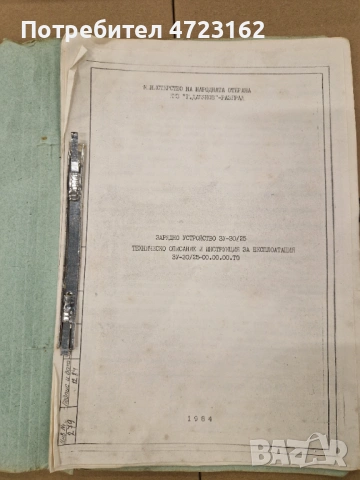 Потребител 4723162
МИНИСТЕРСТВО НА НАРОДНАТА ОТБРАНА
ЗАРЯДНО УСТРОЙСТВО ЗУ-30/25
ТЕХНИЧЕСКО ОПИСАНИЕ И ИНСТРУКЦИЯ ЗА ЕКСПЛОАТАЦИЯ
ЗУ-30/25-00.00.00.ТО
1984
bazar